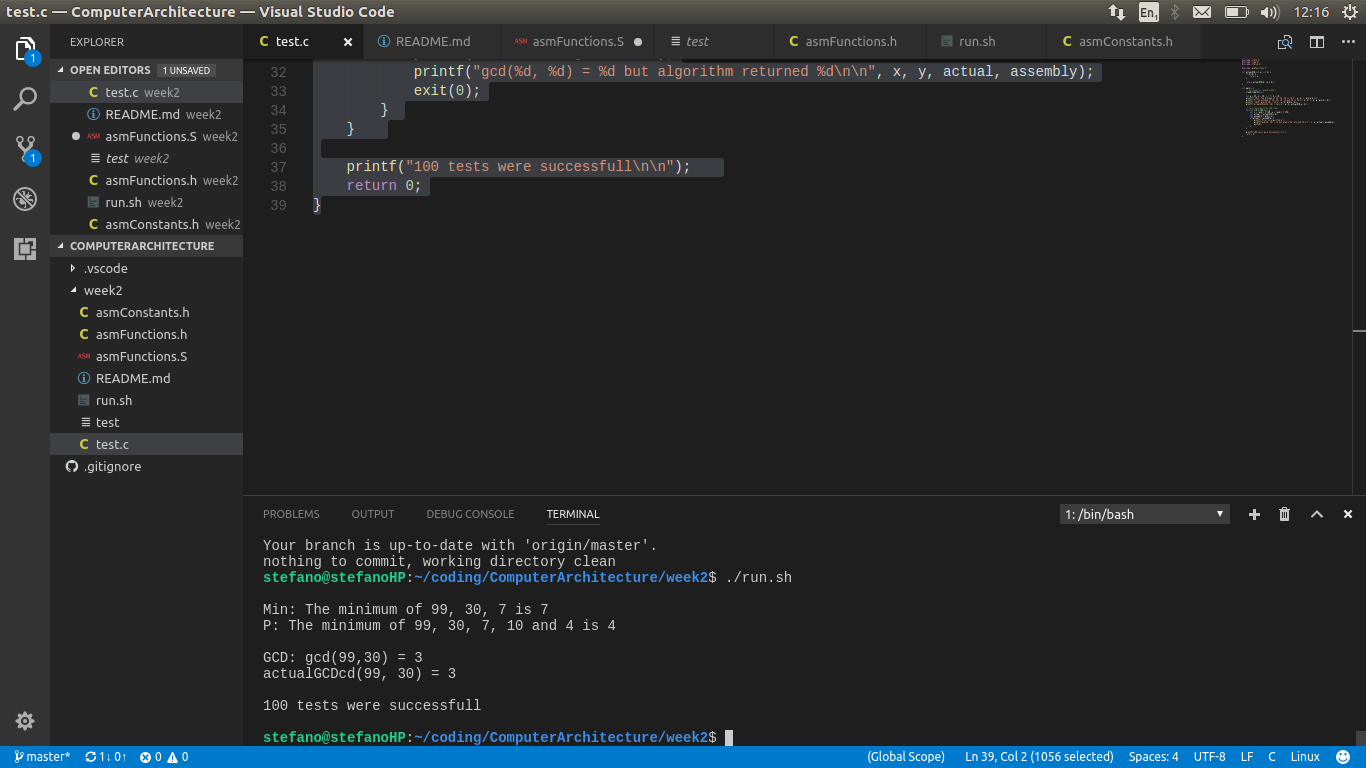 test.c — ComputerArchitecture — Visual Studio Code
En1 12:16
EXPLORER
OPEN EDITORS 1 UNSAVED
test.c week2
README.md week2
ASM asmFunctions.S week2
test week2
asmFunctions.h week2
run.sh week2
asmConstants.h week2
COMPUTERARCHITECTURE
.vscode
week2
asmConstants.h
asmFunctions.h
ASM asmFunctions.S
README.md
run.sh
test
test.c
.gitignore
test.c README.md ASM asmFunctions.S test asmFunctions.h run.sh asmConstants.h
32 printf("gcd(%d, %d) = %d but algorithm returned %d\n\n", x, y, actual, assembly);
33 exit(0);
34 }
35 }
36
37 printf("100 tests were successfull\n\n");
38 return 0;
39 }
PROBLEMS OUTPUT DEBUG CONSOLE TERMINAL 1: /bin/bash
Your branch is up-to-date with 'origin/master'.
nothing to commit, working directory clean
stefano@stefanoHP:~/coding/ComputerArchitecture/week2$ ./run.sh
Min: The minimum of 99, 30, 7 is 7
P: The minimum of 99, 30, 7, 10 and 4 is 4
GCD: gcd(99,30) = 3
actualGCDcd(99, 30) = 3
100 tests were successfull
stefano@stefanoHP:~/coding/ComputerArchitecture/week2$
master* 1↓ 0↑ 0 0 (Global Scope) Ln 39, Col 2 (1056 selected) Spaces: 4 UTF-8 LF C Linux